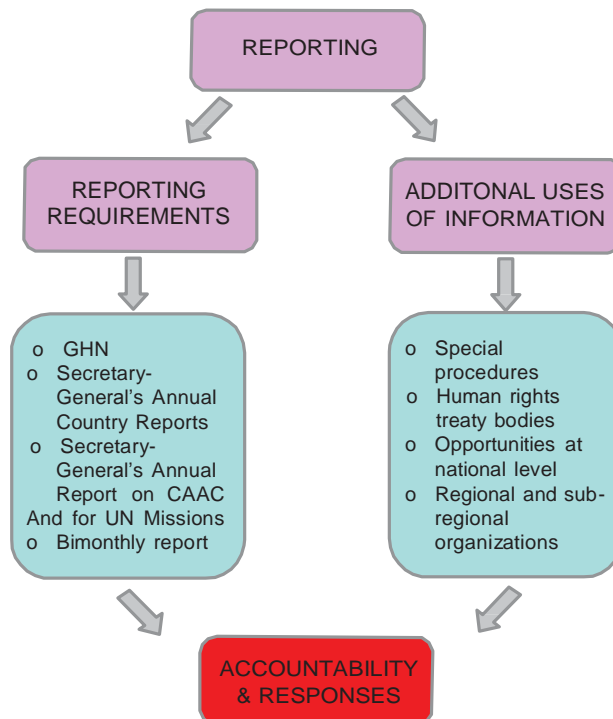 REPORTING
REPORTING
REQUIREMENTS
ADDITONAL USES
OF INFORMATION
o GHN
o Secretary-
General's Annual
Country Reports
o Secretary-
General's Annual
Report on CAAC
And for UN Missions
o Bimonthly report
o Special
procedures
o Human rights
treaty bodies
o Opportunities at
national level
o Regional and sub-
regional
organizations
ACCOUNTABILITY
& RESPONSES